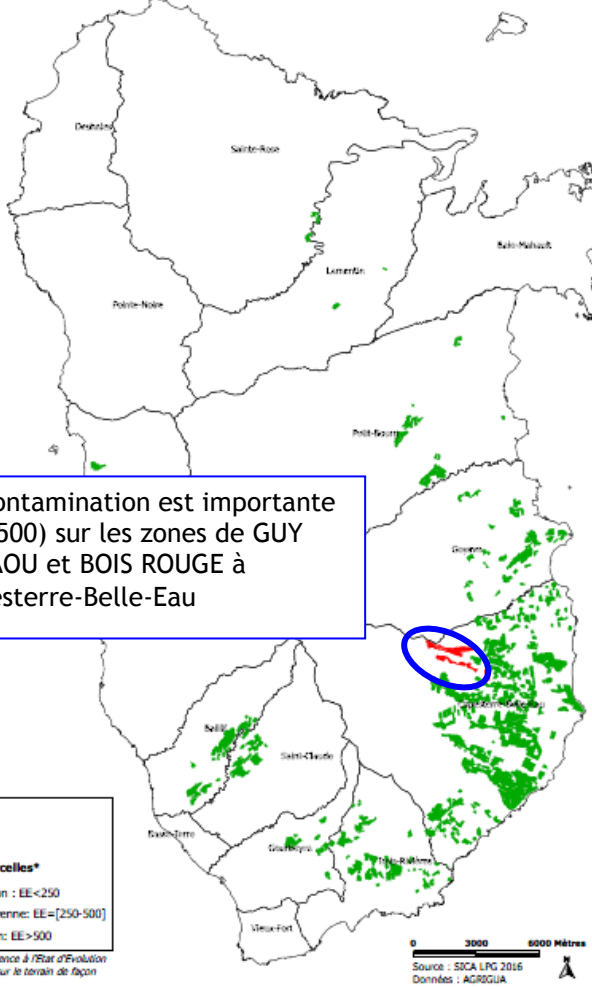 Deshaies
Sainte-Rose
Baie-Mahault
Lamentin
Pointe-Noire
Petit-Bourg
ontamination est importante
500) sur les zones de GUY
AOU et BOIS ROUGE à
esterre-Belle-Eau
Goyave
Baillif
Saint-Claude
Basse-Terre
Gourbeyre
Trois-Rivières
Vieux-Fort
rcelles*
n : EE<250
yenne: EE=[250-500]
n: EE>500
ence à l'Etat d'Evolution
ur le terrain de façon
0 3000 6000 Mètres
Source : SICA LPG 2016
Données : AGRIGUA